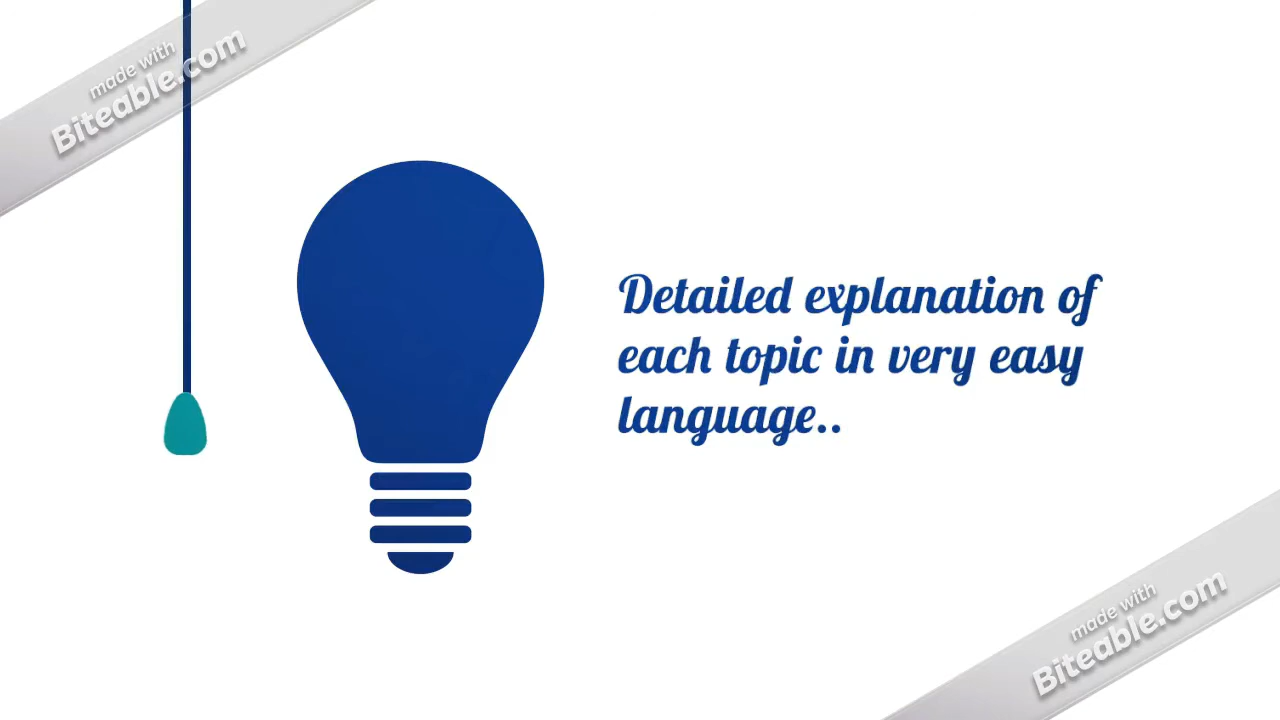 made with
Biteable.com
Detailed explanation of
each topic in very easy
language..
made with
Biteable.com